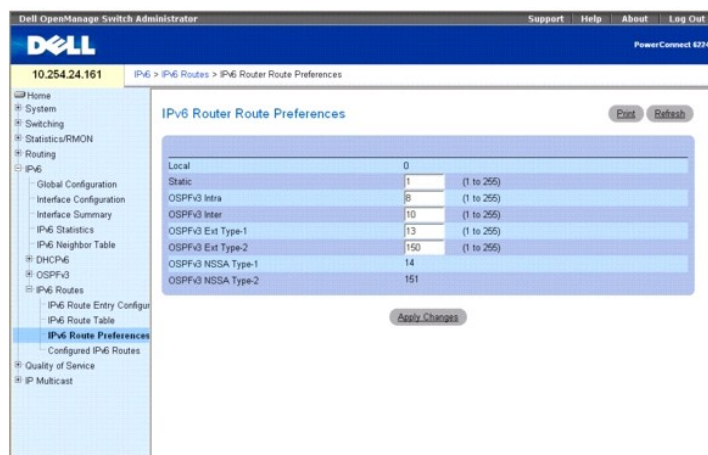 Dell OpenManage Switch Administrator Support Help About Log Out
DELL
PowerConnect 6224
10.254.24.161 IPv6 > IPv6 Routes > IPv6 Router Route Preferences
Home
System
Switching
Statistics/RMON
Routing
IPv6
Global Configuration
Interface Configuration
Interface Summary
IPv6 Statistics
IPv6 Neighbor Table
DHCPv6
OSPFv3
IPv6 Routes
IPv6 Route Entry Configur
IPv6 Route Table
IPv6 Route Preferences
Configured IPv6 Routes
Quality of Service
IP Multicast
IPv6 Router Route Preferences
Print Refresh
Local 0
Static 1 (1 to 255)
OSPFv3 Intra 8 (1 to 255)
OSPFv3 Inter 10 (1 to 255)
OSPFv3 Ext Type-1 13 (1 to 255)
OSPFv3 Ext Type-2 150 (1 to 255)
OSPFv3 NSSA Type-1 14
OSPFv3 NSSA Type-2 151
Apply Changes